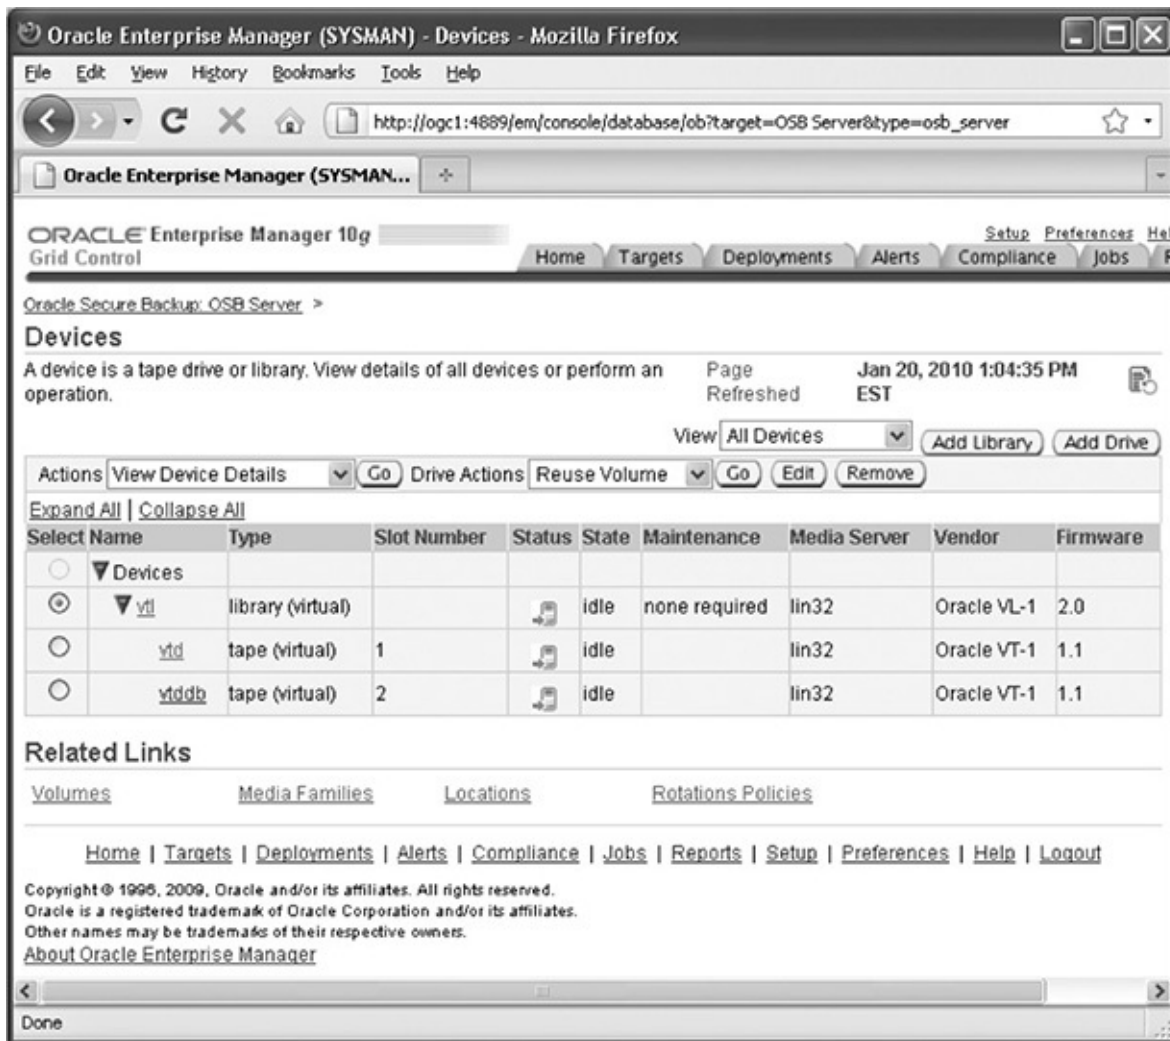 Oracle Enterprise Manager (SYSMAN) - Devices - Mozilla Firefox
File Edit View History Bookmarks Tools Help
http://ogc1:4889/em/console/database/ob?target=OSB Server&type=osb_server
Oracle Enterprise Manager (SYSMAN...
ORACLE Enterprise Manager 10g
Grid Control
Setup Preferences Hel
Home Targets Deployments Alerts Compliance Jobs
Oracle Secure Backup: OSB Server >
Devices
A device is a tape drive or library. View details of all devices or perform an operation.
Page Refreshed Jan 20, 2010 1:04:35 PM EST
View All Devices Add Library Add Drive
Actions View Device Details Go Drive Actions Reuse Volume Go Edit Remove
Expand All | Collapse All
Select Name Type Slot Number Status State Maintenance Media Server Vendor Firmware
Devices
vtl library (virtual) idle none required lin32 Oracle VL-1 2.0
vtd tape (virtual) 1 idle lin32 Oracle VT-1 1.1
vtddb tape (virtual) 2 idle lin32 Oracle VT-1 1.1
Related Links
Volumes Media Families Locations Rotations Policies
Home | Targets | Deployments | Alerts | Compliance | Jobs | Reports | Setup | Preferences | Help | Logout
Copyright © 1996, 2009, Oracle and/or its affiliates. All rights reserved.
Oracle is a registered trademark of Oracle Corporation and/or its affiliates.
Other names may be trademarks of their respective owners.
About Oracle Enterprise Manager
Done